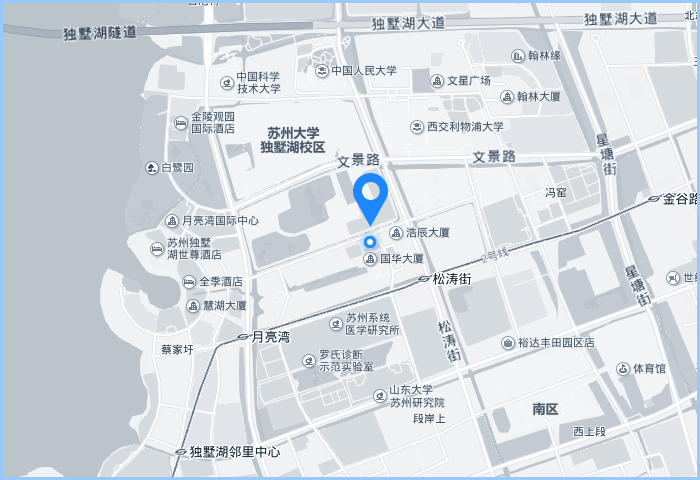 独墅湖隧道
独墅湖大道
独墅湖大道
翰林缘
中国科学
技术大学
中国人民大学
文星广场
翰林大厦
金陵观园
国际酒店
苏州大学
独墅湖校区
西交利物浦大学
星塘街
文景路
文景路
白鹭园
冯窑
金谷路
月亮湾国际中心
浩辰大厦
苏州独墅
湖世尊酒店
国华大厦
2号线
松涛街
星塘街
全季酒店
慧湖大厦
苏州系统
医学研究所
月亮湾
松涛街
蔡家圩
罗氏诊断
示范实验室
裕达丰田园区店
体育馆
山东大学
苏州研究院
段岸上
南区
西上段
独墅湖邻里中心